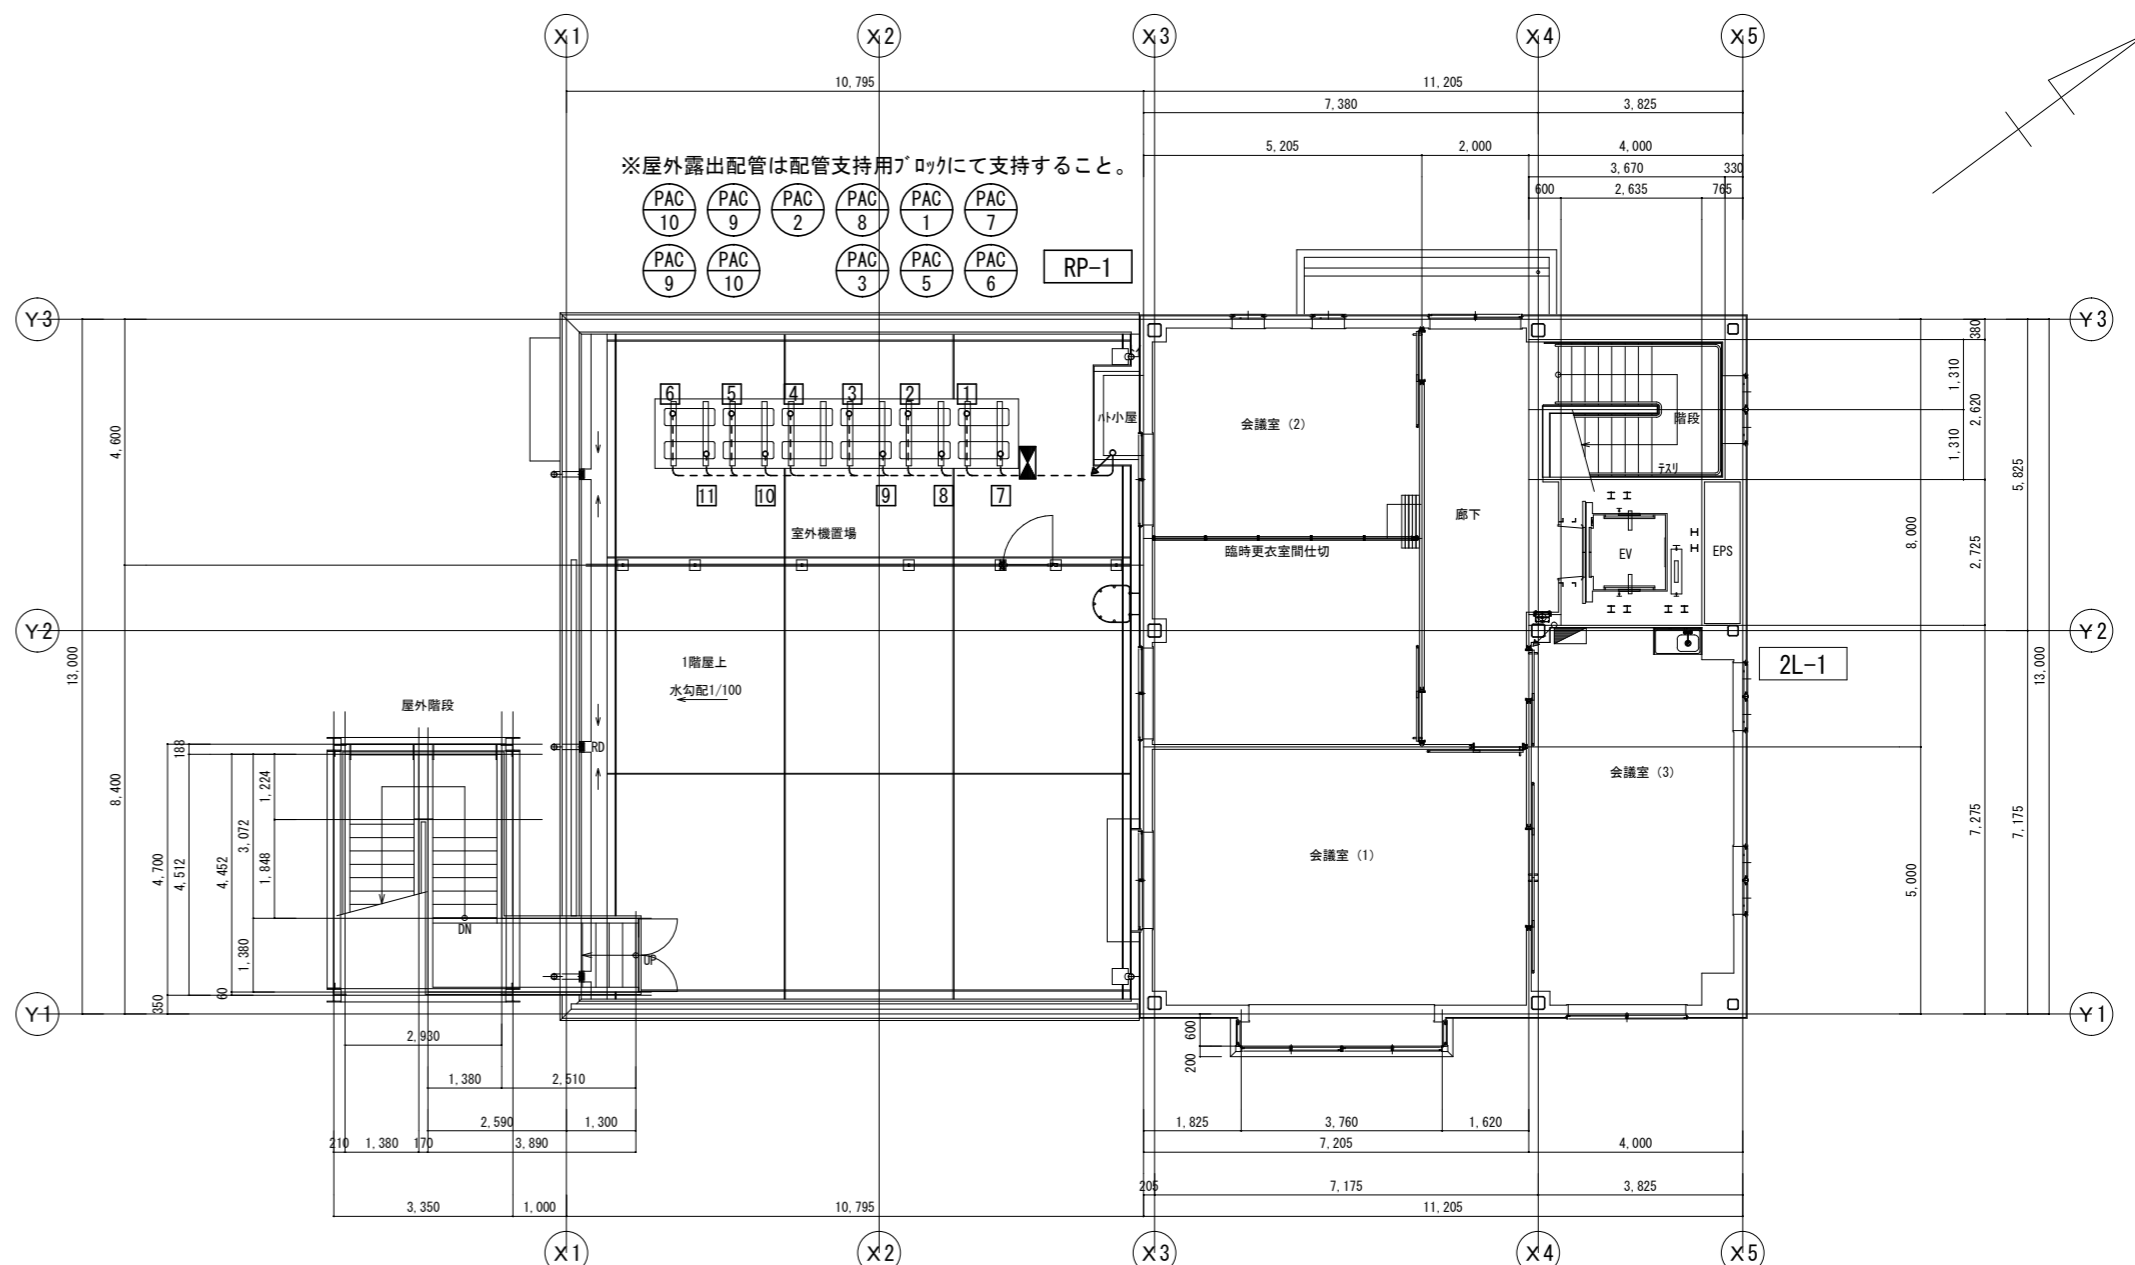 X1 X2 X3 X4 X5
10,795 11,205
7,380 3,825
5,205 2,000 4,000
3,670 330
600 2,635 765
※屋外露出配管は配管支持用ﾌﾞﾛｯｸにて支持すること。
PAC 10 PAC 9 PAC 2 PAC 8 PAC 1 PAC 7
PAC 9 PAC 10 PAC 3 PAC 5 PAC 6
RP-1
Y3 Y3
380
1,310
2,620
1,310
5,825
4,600
6 5 4 3 2 1
ﾊﾄ小屋
会議室（2）
階段
ﾃｽﾘ
11 10 9 8 7
室外機置場
廊下
臨時更衣室間仕切
EV
EPS
8,000
2,725
Y2 Y2
13,000
13,000
1階屋上
水勾配1/100
2L-1
屋外階段
RD
188
1,224
8,400
3,072
4,700
4,512
4,452
1,848
会議室（3）
会議室（1）
7,275
7,175
5,000
DN
UP
1,380
60
350
Y1 Y1
600
200
2,930
1,380 2,510
2,590 1,300
1,825 3,760 1,620
210 1,380 170 3,890
7,205 4,000
205 7,175 3,825
3,350 1,000 10,795 11,205
X1 X2 X3 X4 X5